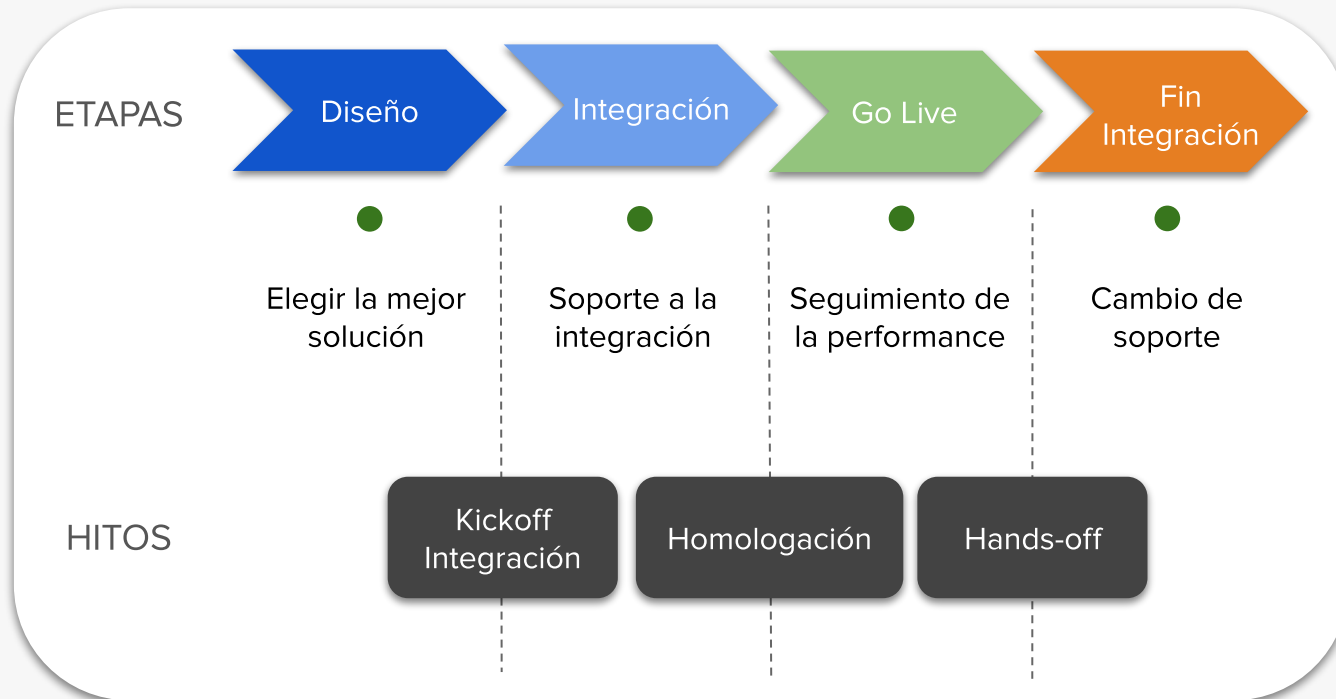 ETAPAS
Diseño
Integración
Go Live
Fin
Integración
Elegir la mejor
solución
Soporte a la
integración
Seguimiento de
la performance
Cambio de
soporte
HITOS
Kickoff
Integración
Homologación
Hands-off